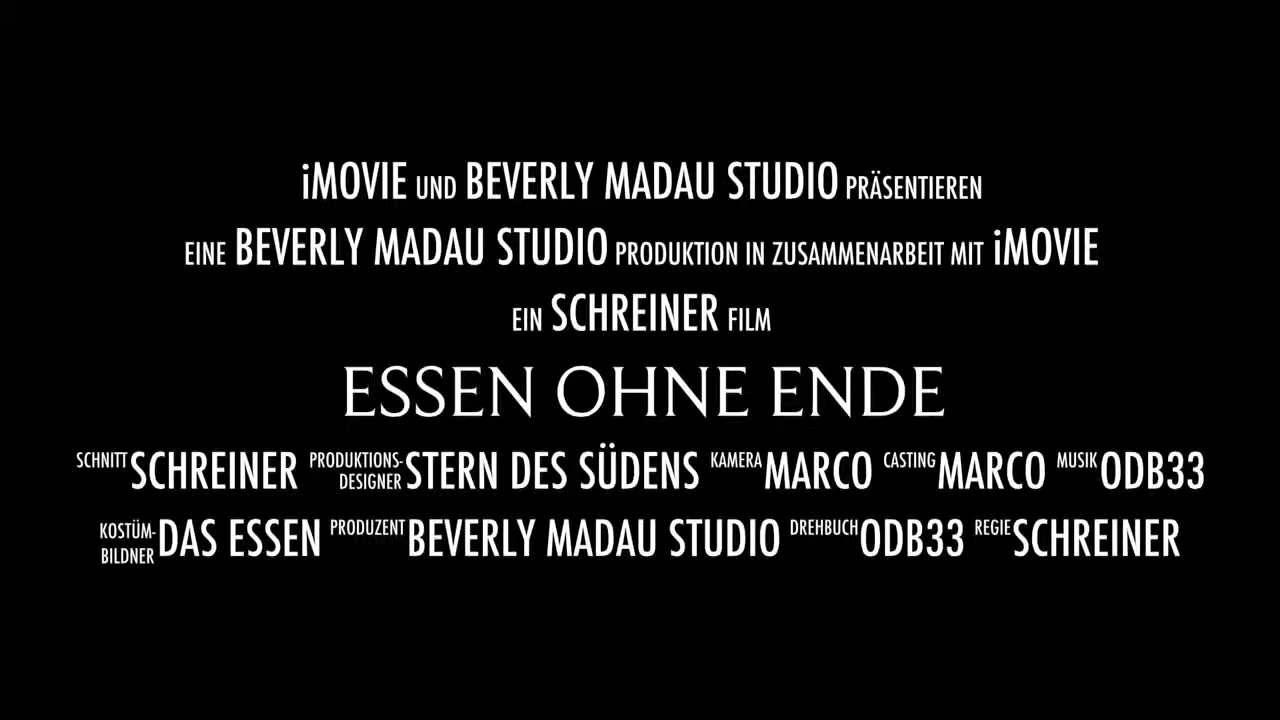 iMOVIE UND BEVERLY MADAU STUDIO PRÄSENTIEREN
EINE BEVERLY MADAU STUDIO PRODUKTION IN ZUSAMMENARBEIT MIT iMOVIE
EIN SCHREINER FILM
ESSEN OHNE ENDE
SCHNITT SCHREINER PRODUKTIONS-DESIGNER STERN DES SÜDENS KAMERA MARCO CASTING MARCO MUSIK ODB33
KOSTÜM-BILDNER DAS ESSEN PRODUZENT BEVERLY MADAU STUDIO DREHBUCH ODB33 REGIE SCHREINER